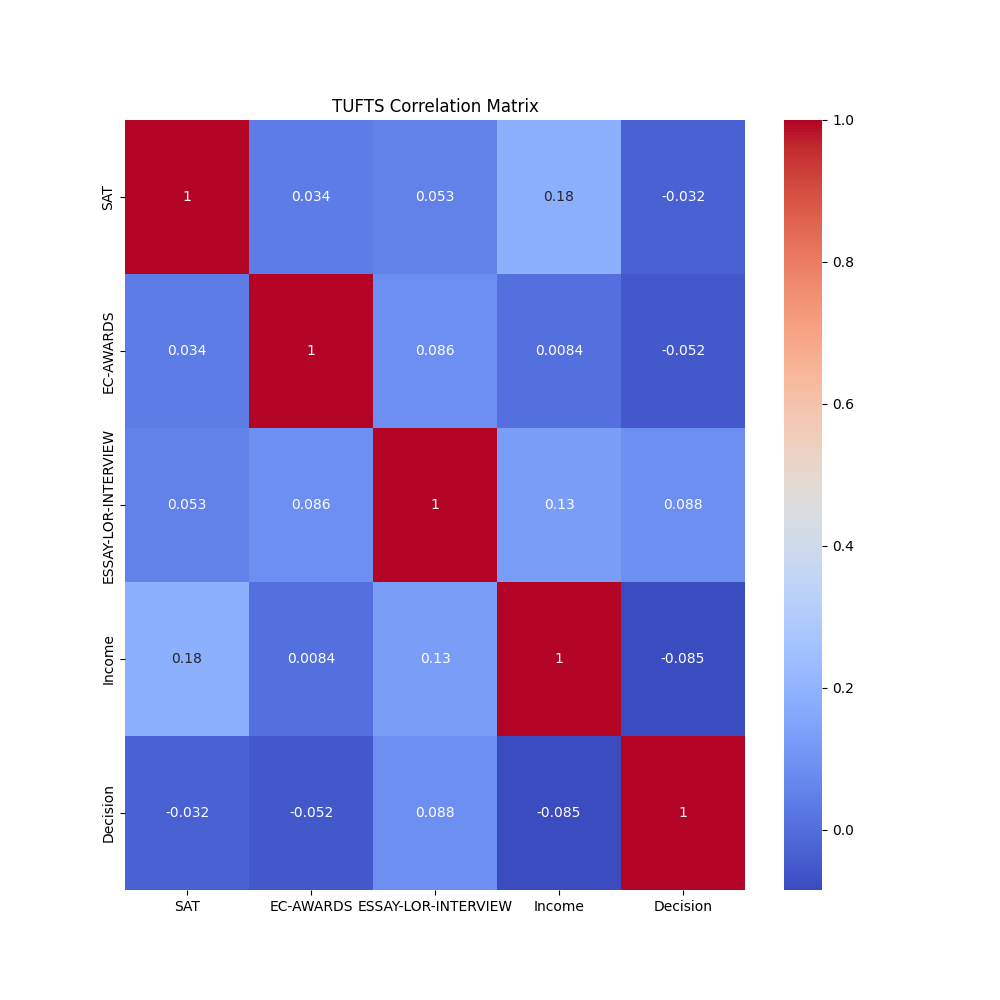 TUFTS Correlation Matrix
SAT
1
0.034
0.053
0.18
-0.032
EC-AWARDS
0.034
1
0.086
0.0084
-0.052
ESSAY-LOR-INTERVIEW
0.053
0.086
1
0.13
0.088
Income
0.18
0.0084
0.13
1
-0.085
Decision
-0.032
-0.052
0.088
-0.085
1
SAT
EC-AWARDS
ESSAY-LOR-INTERVIEW
Income
Decision
1.0
0.8
0.6
0.4
0.2
0.0